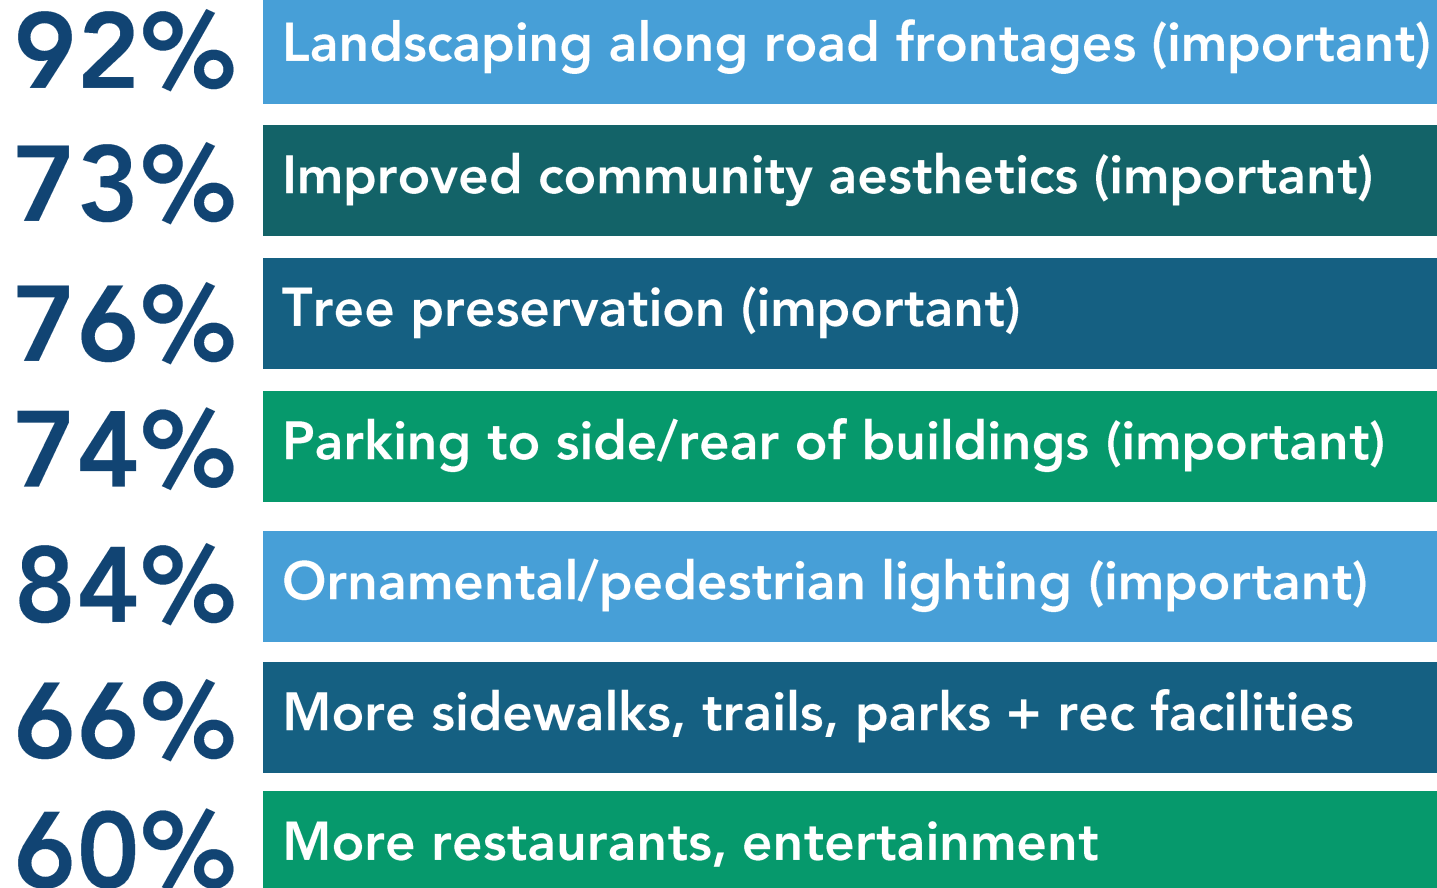 92% Landscaping along road frontages (important)
73% Improved community aesthetics (important)
76% Tree preservation (important)
74% Parking to side/rear of buildings (important)
84% Ornamental/pedestrian lighting (important)
66% More sidewalks, trails, parks + rec facilities
60% More restaurants, entertainment